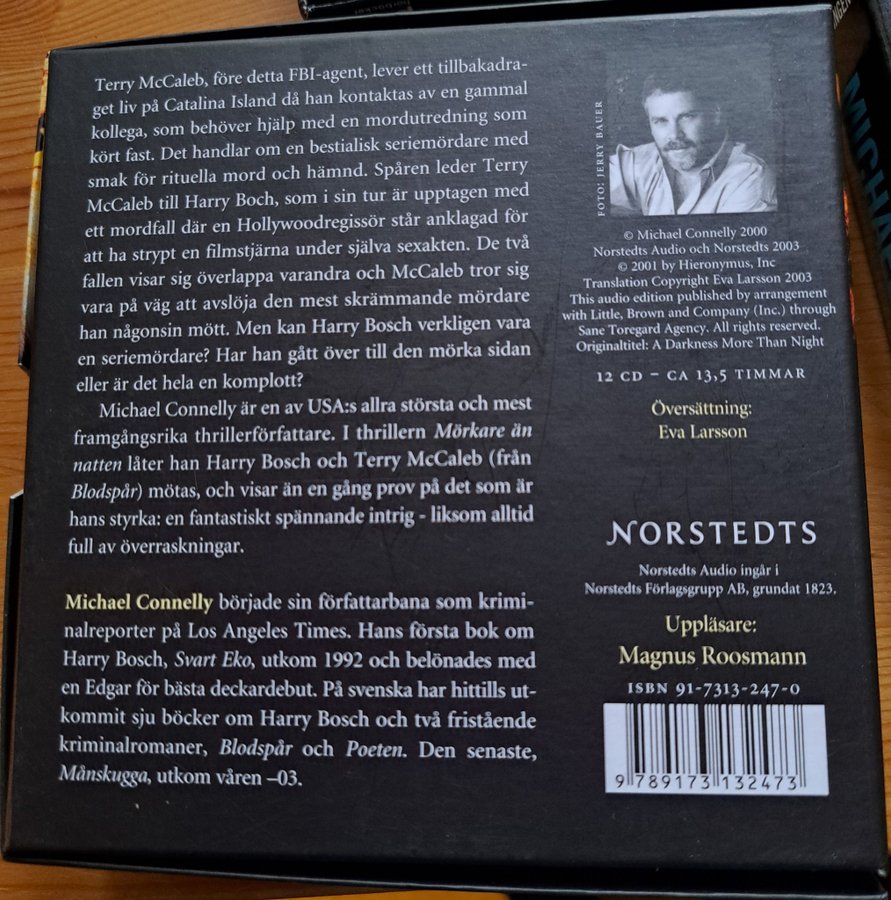 Terry McCaleb, före detta FBI-agent, lever ett tillbakadra-
get liv på Catalina Island då han kontaktas av en gammal
kollega, som behöver hjälp med en mordutredning som
kört fast. Det handlar om en bestialisk seriemördare med
smak för rituella mord och hämnd. Spåren leder Terry
McCaleb till Harry Boch, som i sin tur är upptagen med
ett mordfall där en Hollywoodregissör står anklagad för
att ha strypt en filmstjärna under själva sexakten. De två
fallen visar sig överlappa varandra och McCaleb tror sig
vara på väg att avslöja den mest skrämmande mördare
han någonsin mött. Men kan Harry Bosch verkligen vara
en seriemördare? Har han gått över till den mörka sidan
eller är det hela en komplott?
Michael Connelly är en av USA:s allra största och mest
framgångsrika thrillerförfattare. I thrillern Mörkare än
natten låter han Harry Bosch och Terry McCaleb (från
Blodspår) mötas, och visar än en gång prov på det som är
hans styrka: en fantastiskt spännande intrig - liksom alltid
full av överraskningar.
Michael Connelly började sin författarbana som krimi-
nalreporter på Los Angeles Times. Hans första bok om
Harry Bosch, Svart Eko, utkom 1992 och belönades med
en Edgar för bästa deckardebut. På svenska har hittills ut-
kommit sju böcker om Harry Bosch och två fristående
kriminalromaner, Blodspår och Poeten. Den senaste,
Månskugga, utkom våren –03.
FOTO: JERRY BAUER
© Michael Connelly 2000
Norstedts Audio och Norstedts 2003
© 2001 by Hieronymus, Inc
Translation Copyright Eva Larsson 2003
This audio edition published by arrangement
with Little, Brown and Company (Inc.) through
Sane Toregard Agency. All rights reserved.
Originaltitel: A Darkness More Than Night
12 CD – CA 13,5 TIMMAR
Översättning:
Eva Larsson
NORSTEDTS
Norstedts Audio ingår i
Norstedts Förlagsgrupp AB, grundat 1823.
Uppläsare:
Magnus Roosmann
ISBN 91-7313-247-0
9 789173 132473